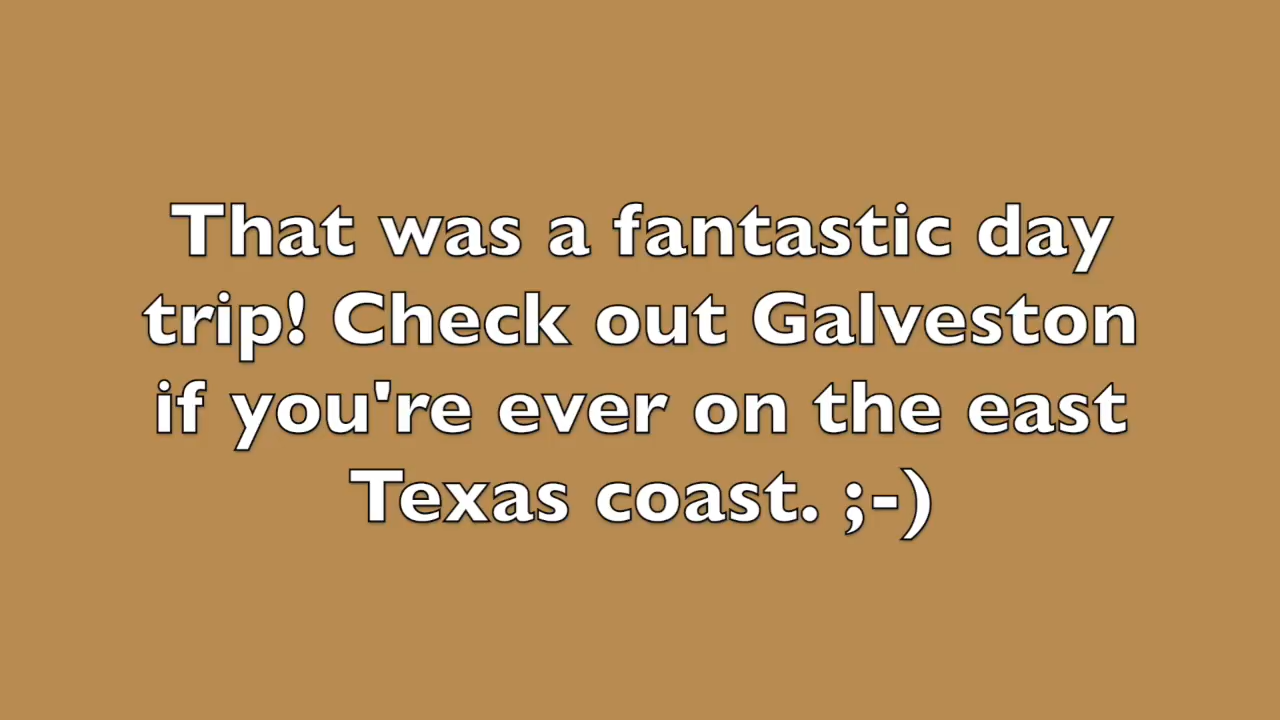 That was a fantastic day
trip! Check out Galveston
if you're ever on the east
Texas coast. ;-)